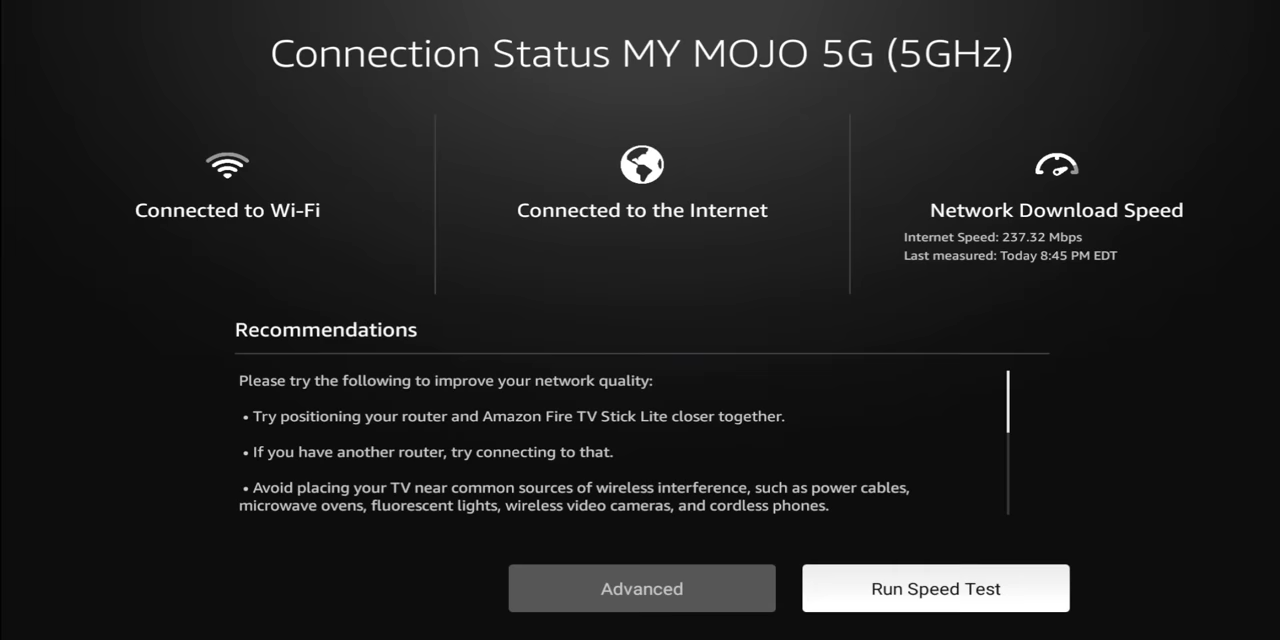 Connection Status MY MOJO 5G (5GHz)
Connected to Wi-Fi
Connected to the Internet
Network Download Speed
Internet Speed: 237.32 Mbps
Last measured: Today 8:45 PM EDT
Recommendations
Please try the following to improve your network quality:
• Try positioning your router and Amazon Fire TV Stick Lite closer together.
• If you have another router, try connecting to that.
• Avoid placing your TV near common sources of wireless interference, such as power cables,
microwave ovens, fluorescent lights, wireless video cameras, and cordless phones.
Advanced
Run Speed Test